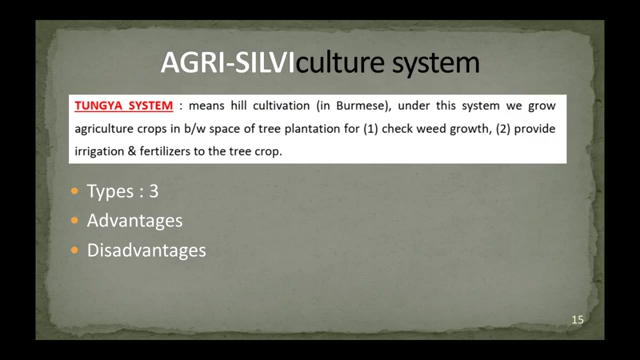 AGRI-SILVIculture system
TUNGYA SYSTEM : means hill cultivation (in Burmese), under this system we grow
agriculture crops in b/w space of tree plantation for (1) check weed growth, (2) provide
irrigation & fertilizers to the tree crop.
• Types : 3
• Advantages
• Disadvantages
15